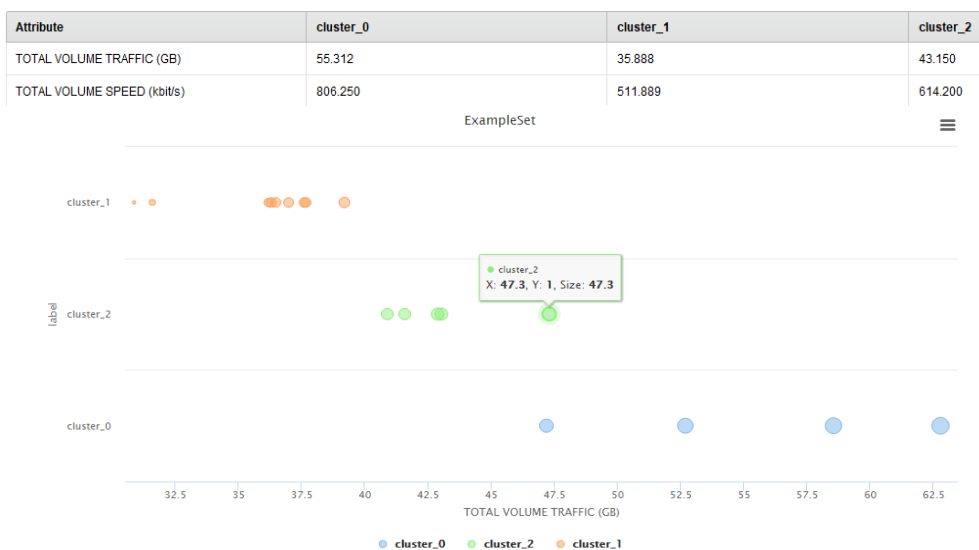 Attribute cluster_0 cluster_1 cluster_2
TOTAL VOLUME TRAFFIC (GB) 55.312 35.888 43.150
TOTAL VOLUME SPEED (kbit/s) 806.250 511.889 614.200
ExampleSet
cluster_1
cluster_2
X: 47.3, Y: 1, Size: 47.3
label
cluster_2
cluster_0
32.5 35 37.5 40 42.5 45 47.5 50 52.5 55 57.5 60 62.5
TOTAL VOLUME TRAFFIC (GB)
cluster_0 cluster_2 cluster_1